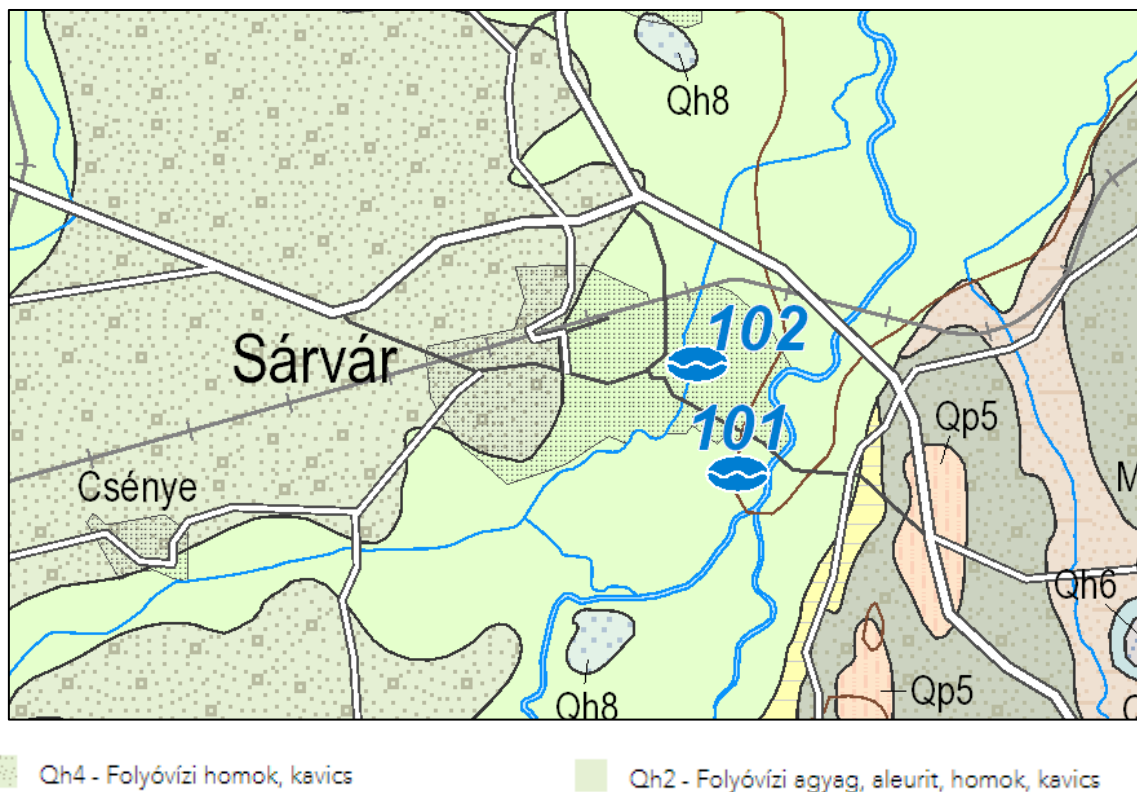 Qh8
Sárvár
102
101
Qp5
Csénye
M
Qh6
Qh8
Qp5
Qh4 - Folyóvízi homok, kavics
Qh2 - Folyóvízi agyag, aleurit, homok, kavics